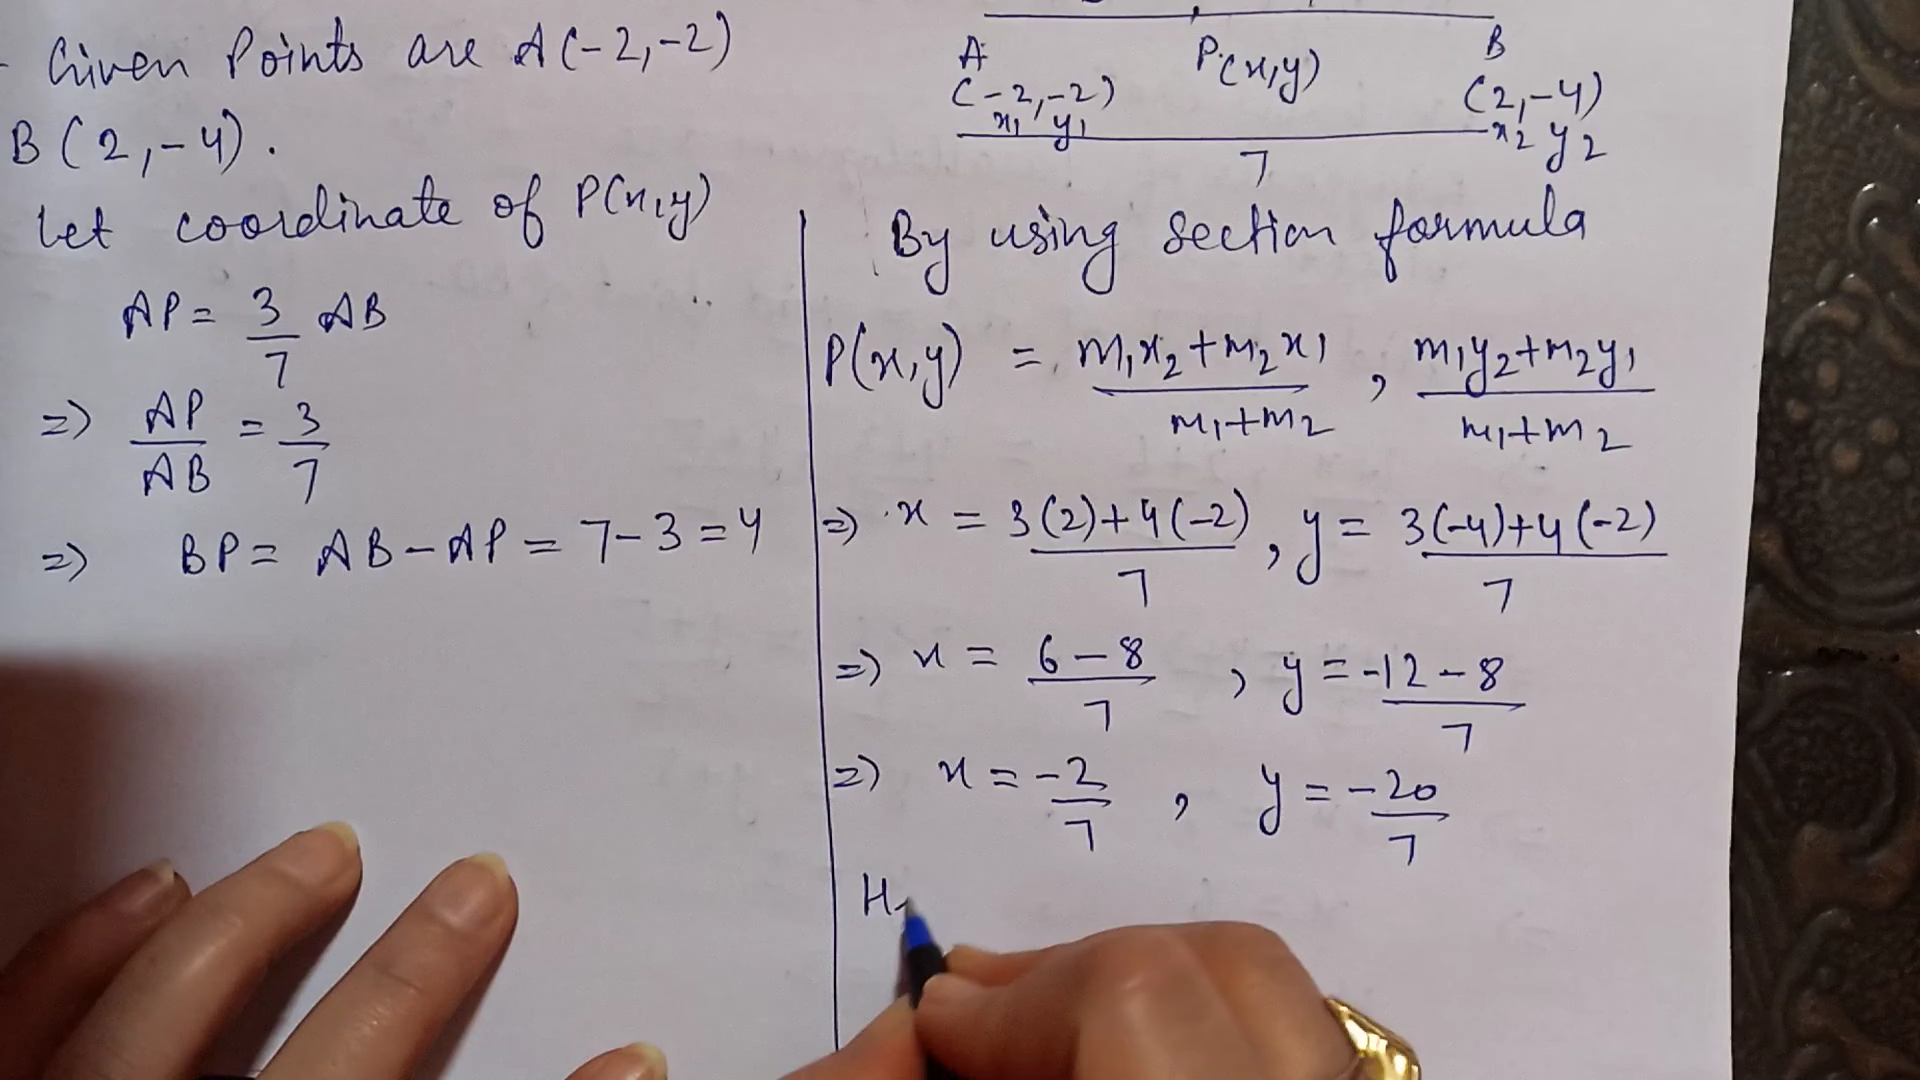 Given Points are A(-2,-2)
B(2,-4).
Let coordinate of P(x,y)
AP = 3/7 AB
=> AP/AB = 3/7
=> BP = AB - AP = 7 - 3 = 4
A P(x,y) B
(-2,-2) (2,-4)
x1 y1 x2 y2
7
By using section formula
P(x,y) = m1x2+m2x1/m1+m2 , m1y2+m2y1/m1+m2
=> x = 3(2)+4(-2)/7 , y = 3(-4)+4(-2)/7
=> x = 6-8/7 , y = -12-8/7
=> x = -2/7 , y = -20/7
H